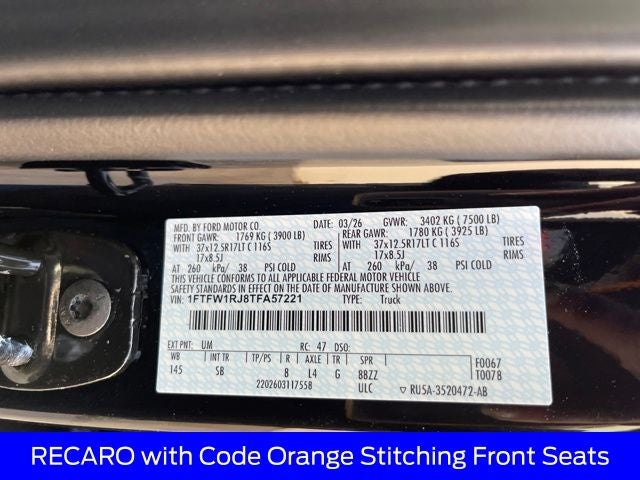 MFD. BY FORD MOTOR CO. DATE: 03/26 GVWR: 3402 KG ( 7500 LB)
FRONT GAWR: 1769 KG ( 3900 LB) 1780 KG ( 3925 LB)
WITH 37x12.5R17LT C 116S TIRES WITH 37x12.5R17LT C 116S TIRES
17x8.5J RIMS 17x8.5J RIMS
AT 260 kPa/ 38 PSI COLD AT 260 kPa/ 38 PSI COLD
THIS VEHICLE CONFORMS TO ALL APPLICABLE FEDERAL MOTOR VEHICLE
SAFETY STANDARDS IN EFFECT ON THE DATE OF MANUFACTURE SHOWN ABOVE.
VIN: 1FTFW1RJ8TFA57221 TYPE: Truck
EXT PNT: UM RC: 47 DSO:
WB INT TR TP/PS R AXLE TR SPR F0067
145 SB 8 L4 G 88ZZ T007B
2202603117558 ULC RU5A-3520472-AB
RECARO with Code Orange Stitching Front Seats